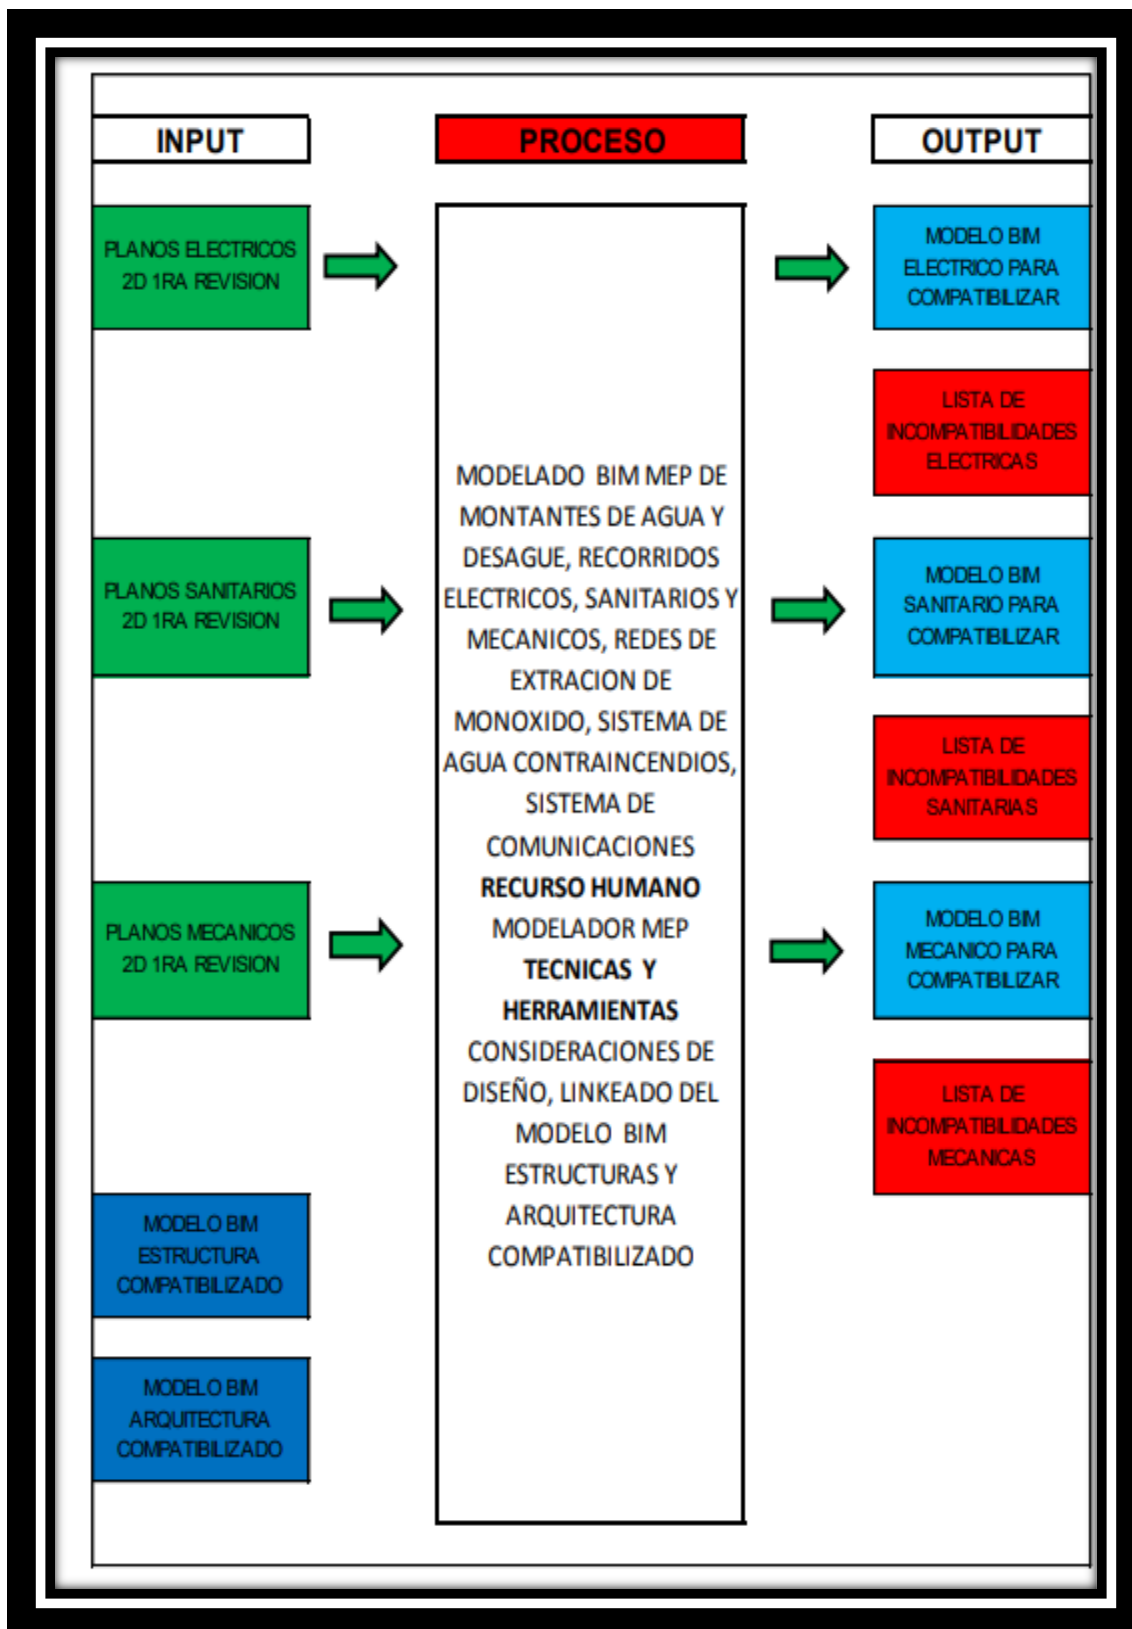 INPUT
PROCESO
OUTPUT
PLANOS ELECTRICOS
2D 1RA REVISION
PLANOS SANITARIOS
2D 1RA REVISION
PLANOS MECANICOS
2D 1RA REVISION
MODELO BIM
ESTRUCTURA
COMPATIBILIZADO
MODELO BIM
ARQUITECTURA
COMPATIBILIZADO
MODELADO BIM MEP DE
MONTANTES DE AGUA Y
DESAGUE, RECORRIDOS
ELECTRICOS, SANITARIOS Y
MECANICOS, REDES DE
EXTRACION DE
MONOXIDO, SISTEMA DE
AGUA CONTRAINCENDIOS,
SISTEMA DE
COMUNICACIONES
RECURSO HUMANO
MODELADOR MEP
TECNICAS Y
HERRAMIENTAS
CONSIDERACIONES DE
DISEÑO, LINKEADO DEL
MODELO BIM
ESTRUCTURAS Y
ARQUITECTURA
COMPATIBILIZADO
MODELO BIM
ELECTRICO PARA
COMPATIBILIZAR
LISTA DE
INCOMPATIBILIDADES
ELECTRICAS
MODELO BIM
SANITARIO PARA
COMPATIBILIZAR
LISTA DE
INCOMPATIBILIDADES
SANITARIAS
MODELO BIM
MECANICO PARA
COMPATIBILIZAR
LISTA DE
INCOMPATIBILIDADES
MECANICAS